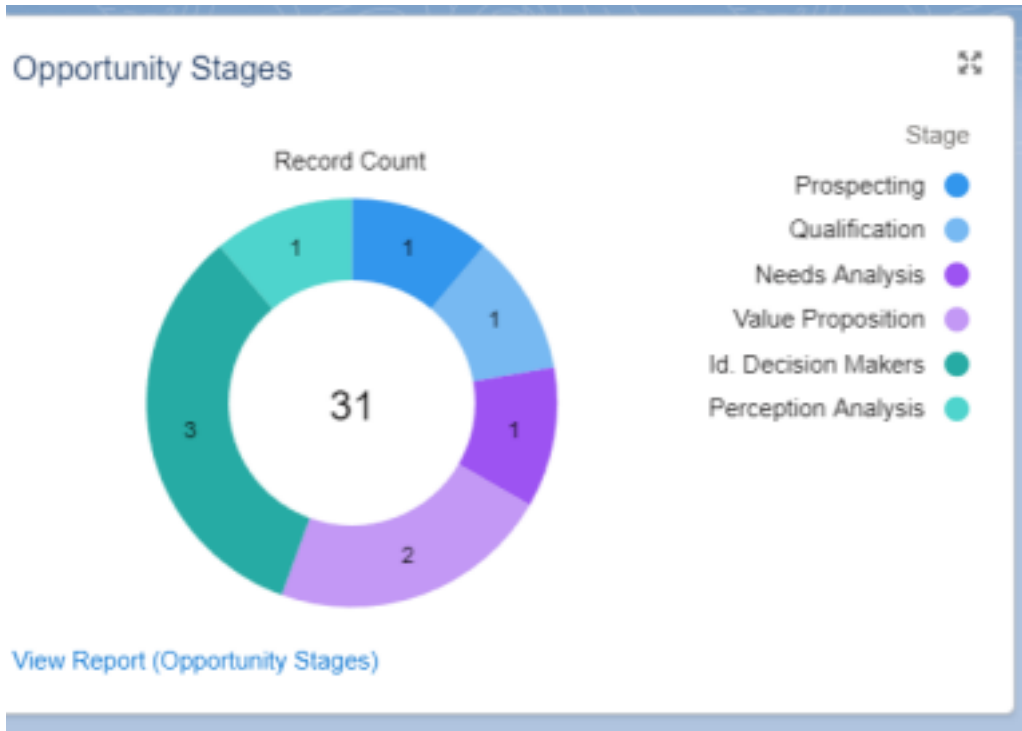 Opportunity Stages
Record Count
1
1
1
2
3
1
31
Stage
Prospecting
Qualification
Needs Analysis
Value Proposition
Id. Decision Makers
Perception Analysis
View Report (Opportunity Stages)